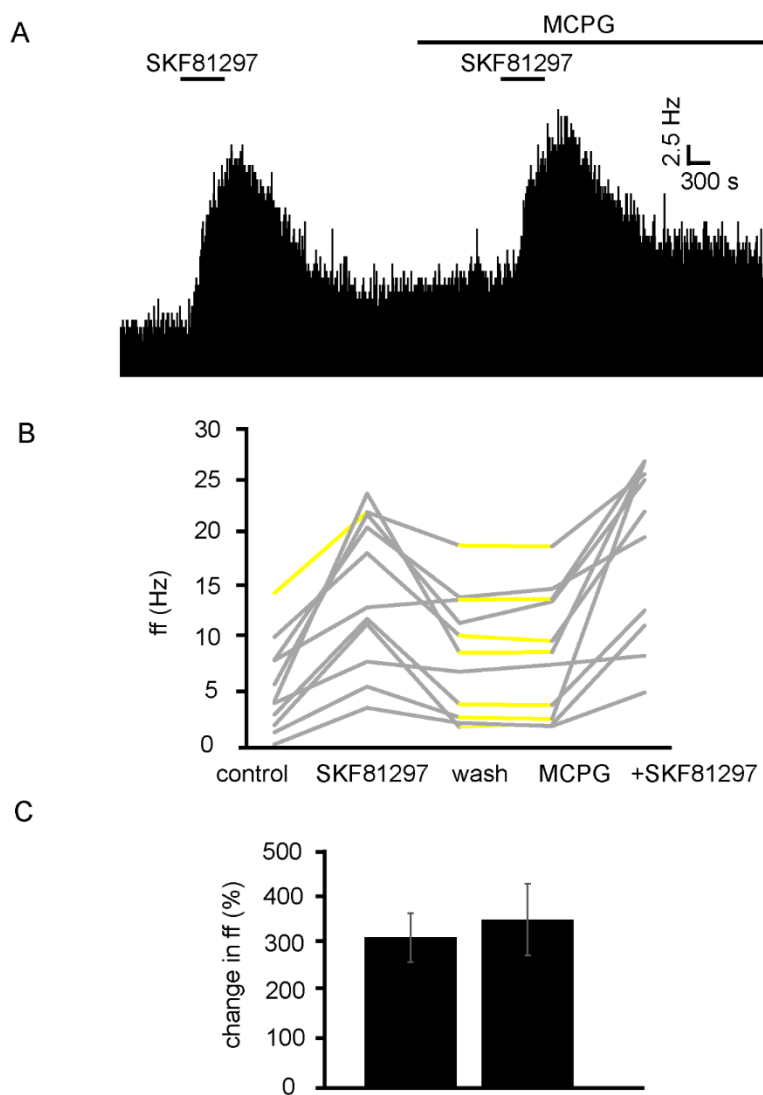 A
MCPG
SKF81297 SKF81297
2.5 Hz
300 s
B
30
25
20
15
10
5
0
ff (Hz)
control SKF81297 wash MCPG +SKF81297
C
500
400
300
200
100
0
change in ff (%)